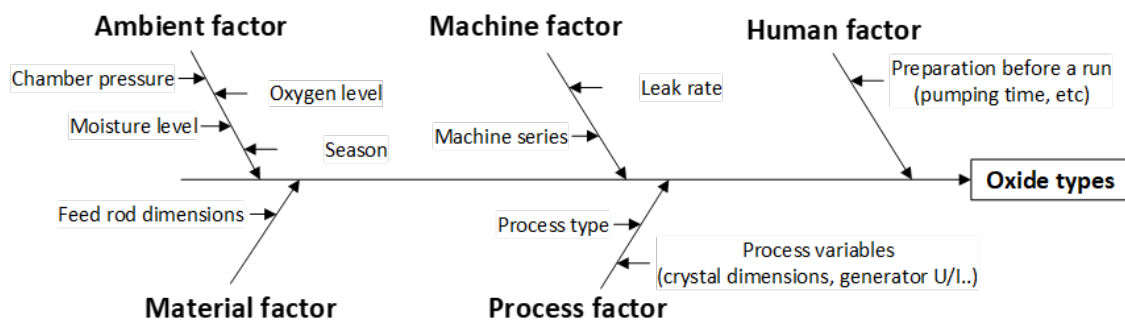 Ambient factor
Machine factor
Human factor
Chamber pressure
Oxygen level
Moisture level
Season
Leak rate
Machine series
Preparation before a run
(pumping time, etc)
Oxide types
Feed rod dimensions
Process type
Process variables
(crystal dimensions, generator U/I..)
Material factor
Process factor